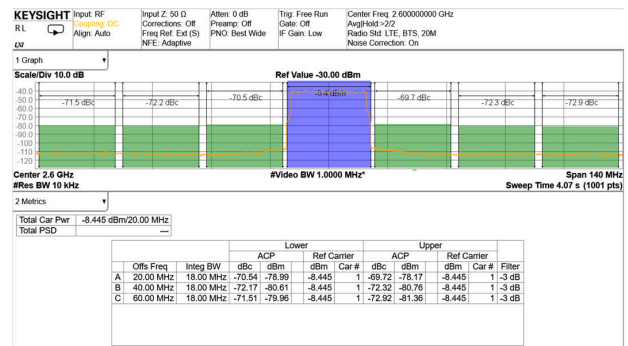 KEYSIGHT Input: RF Input Z: 50 Ω Atten: 0 dB Trig: Free Run Center Freq: 2.600000000 GHz
RL Coupling: DC Corrections: Off Preamp: Off Gate: Off Avg|Hold:>2/2
Align: Auto Freq Ref: Ext (S) PNO: Best Wide IF Gain: Low Radio Std: LTE, BTS, 20M
LXI NFE: Adaptive Noise Correction: On
1 Graph
Scale/Div 10.0 dB Ref Value -30.00 dBm
-40.0
-50.0
-60.0
-70.0
-80.0
-90.0
-100
-110
-120
-71.5 dBc -72.2 dBc -70.5 dBc -69.7 dBc -72.3 dBc -72.9 dBc
Center 2.6 GHz #Video BW 1.0000 MHz* Span 140 MHz
#Res BW 10 kHz Sweep Time 4.07 s (1001 pts)
2 Metrics
Total Car Pwr -8.445 dBm/20.00 MHz
Total PSD ---
Lower Upper
ACP Ref Carrier ACP Ref Carrier
Offs Freq Integ BW dBc dBm dBm Car # dBc dBm dBm Car # Filter
A 20.00 MHz 18.00 MHz -70.54 -78.99 -8.445 1 -69.72 -78.17 -8.445 1 -3 dB
B 40.00 MHz 18.00 MHz -72.17 -80.61 -8.445 1 -72.32 -80.76 -8.445 1 -3 dB
C 60.00 MHz 18.00 MHz -71.51 -79.96 -8.445 1 -72.92 -81.36 -8.445 1 -3 dB